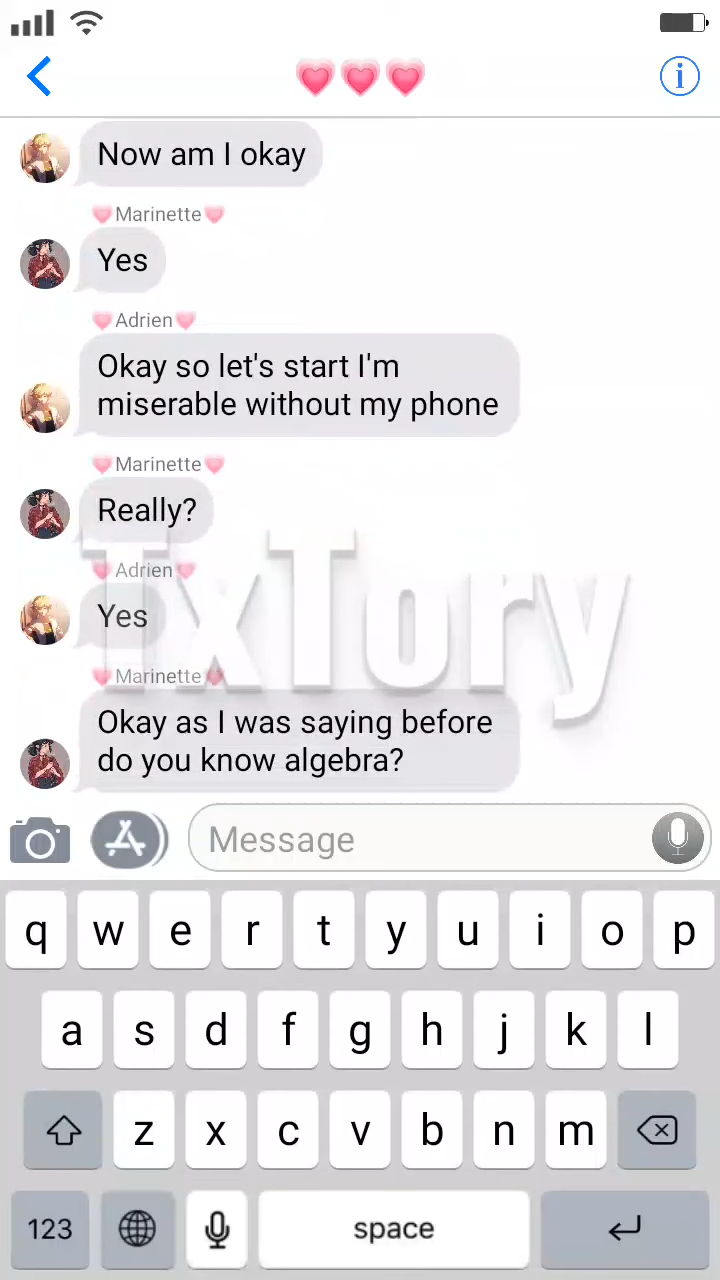 💗💗💗
Now am I okay
💗Marinette💗
Yes
💗Adrien💗
Okay so let's start I'm
miserable without my phone
💗Marinette💗
Really?
💗Adrien💗
Yes
💗Marinette💗
Okay as I was saying before
do you know algebra?
TxTory
Message
q w e r t y u i o p
a s d f g h j k l
z x c v b n m
123 space